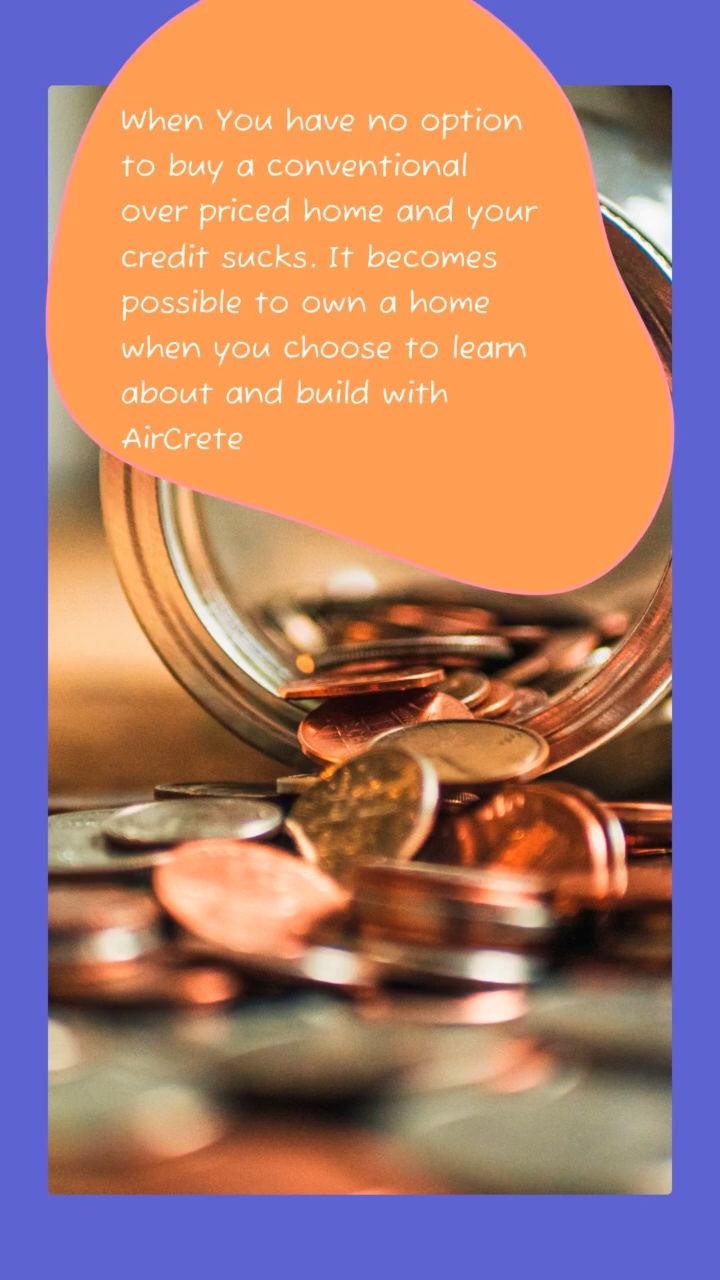 When You have no option
to buy a conventional
over priced home and your
credit sucks. It becomes
possible to own a home
when you choose to learn
about and build with
AirCrete